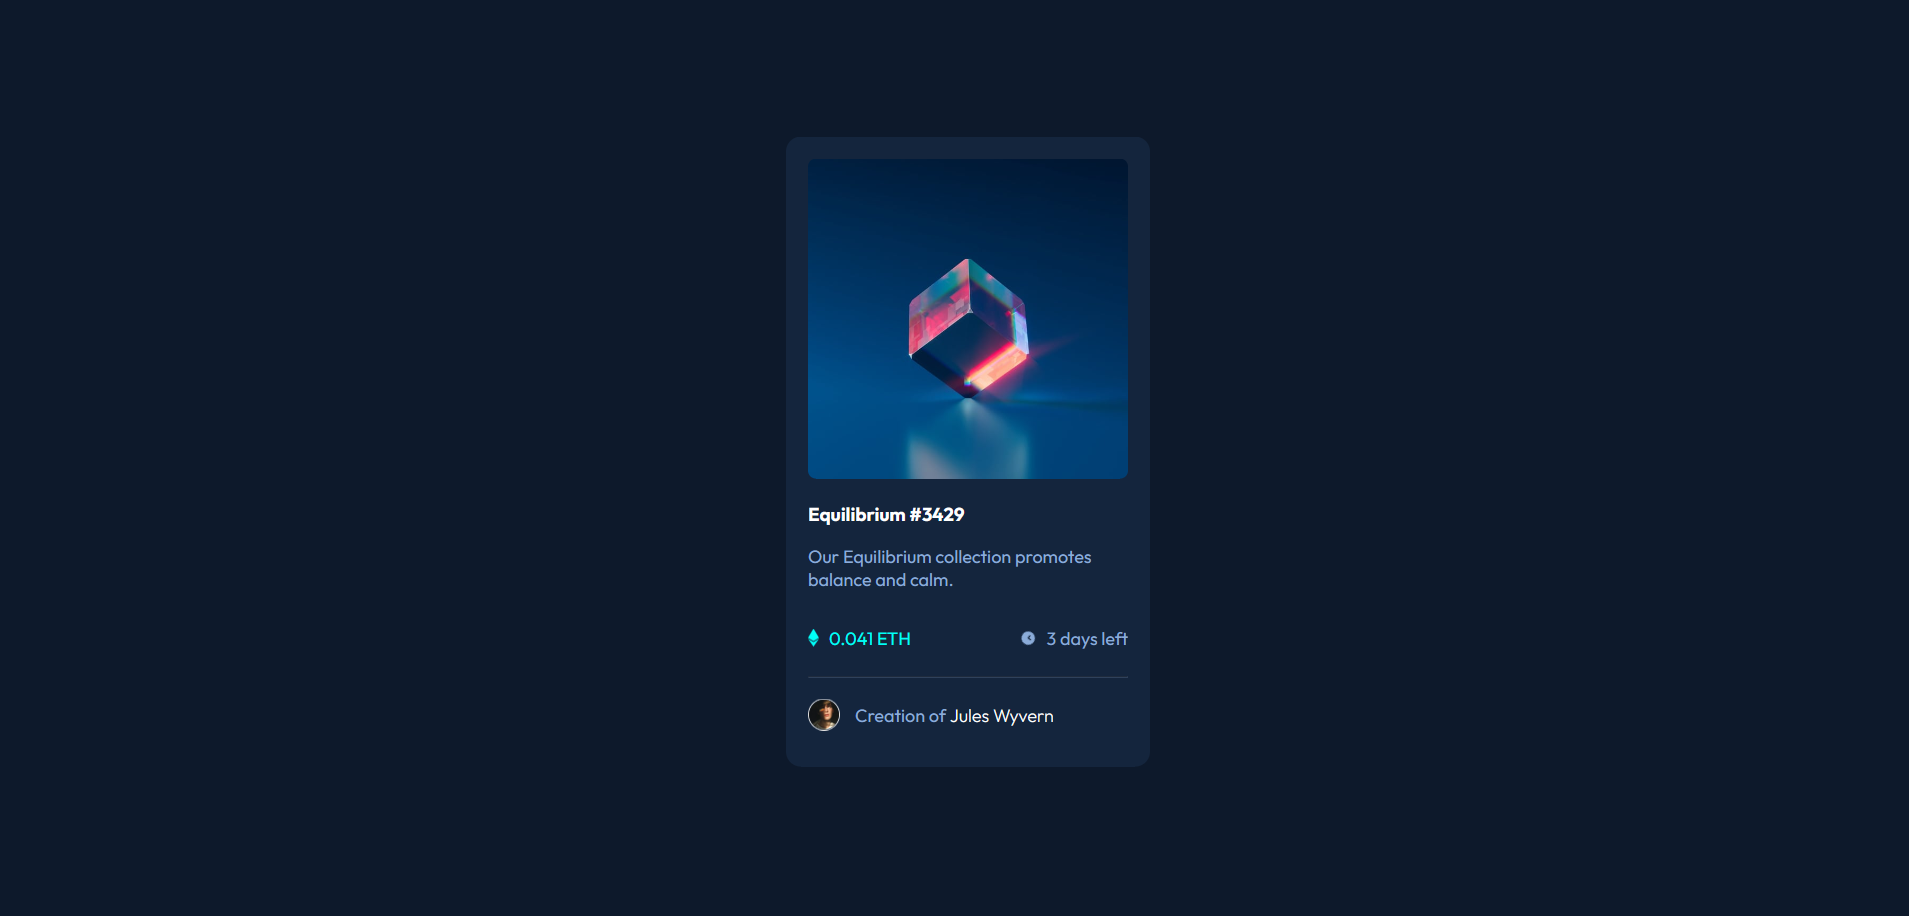 Equilibrium #3429
Our Equilibrium collection promotes
balance and calm.
0.041 ETH
3 days left
Creation of Jules Wyvern